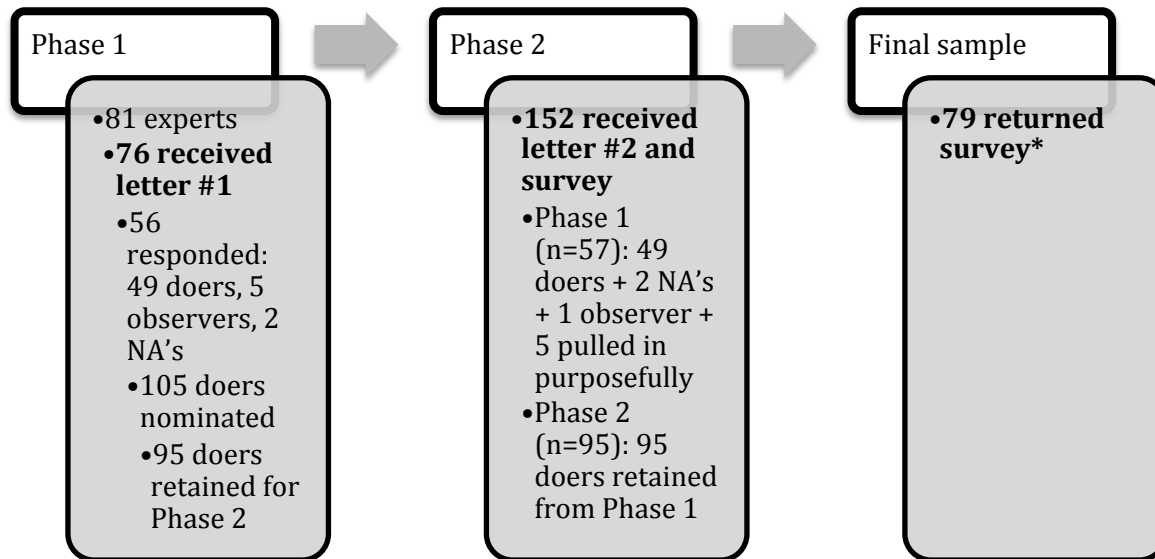 Phase 1
•81 experts
•76 received
letter #1
•56
responded:
49 doers, 5
observers, 2
NA’s
•105 doers
nominated
•95 doers
retained for
Phase 2
Phase 2
•152 received
letter #2 and
survey
•Phase 1
(n=57): 49
doers + 2 NA’s
+ 1 observer +
5 pulled in
purposefully
•Phase 2
(n=95): 95
doers retained
from Phase 1
Final sample
•79 returned
survey*